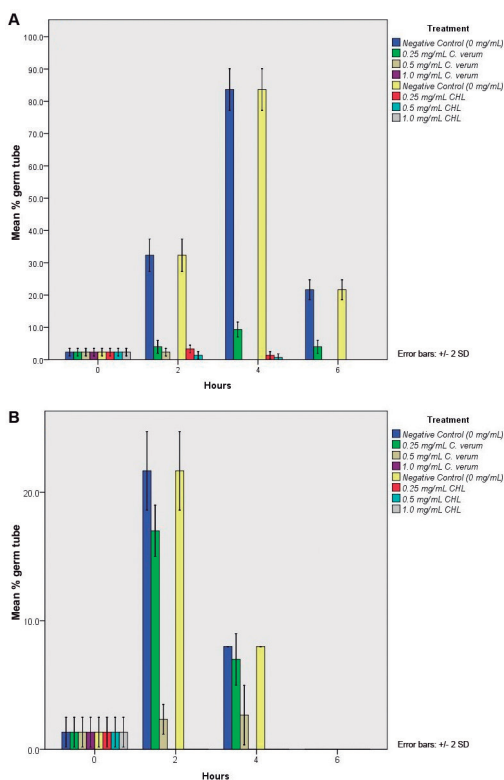 A
Treatment
Negative Control (0 mg/mL)
0.25 mg/mL C. verum
0.5 mg/mL C. verum
1.0 mg/mL C. verum
Negative Control (0 mg/mL)
0.25 mg/mL CHL
0.5 mg/mL CHL
1.0 mg/mL CHL
Mean % germ tube
100.0
90.0
80.0
70.0
60.0
50.0
40.0
30.0
20.0
10.0
0.0
0 2 4 6
Hours
Error bars: +/- 2 SD
B
Treatment
Negative Control (0 mg/mL)
0.25 mg/mL C. verum
0.5 mg/mL C. verum
1.0 mg/mL C. verum
Negative Control (0 mg/mL)
0.25 mg/mL CHL
0.5 mg/mL CHL
1.0 mg/mL CHL
Mean % germ tube
20.0
10.0
0.0
0 2 4 6
Hours
Error bars: +/- 2 SD